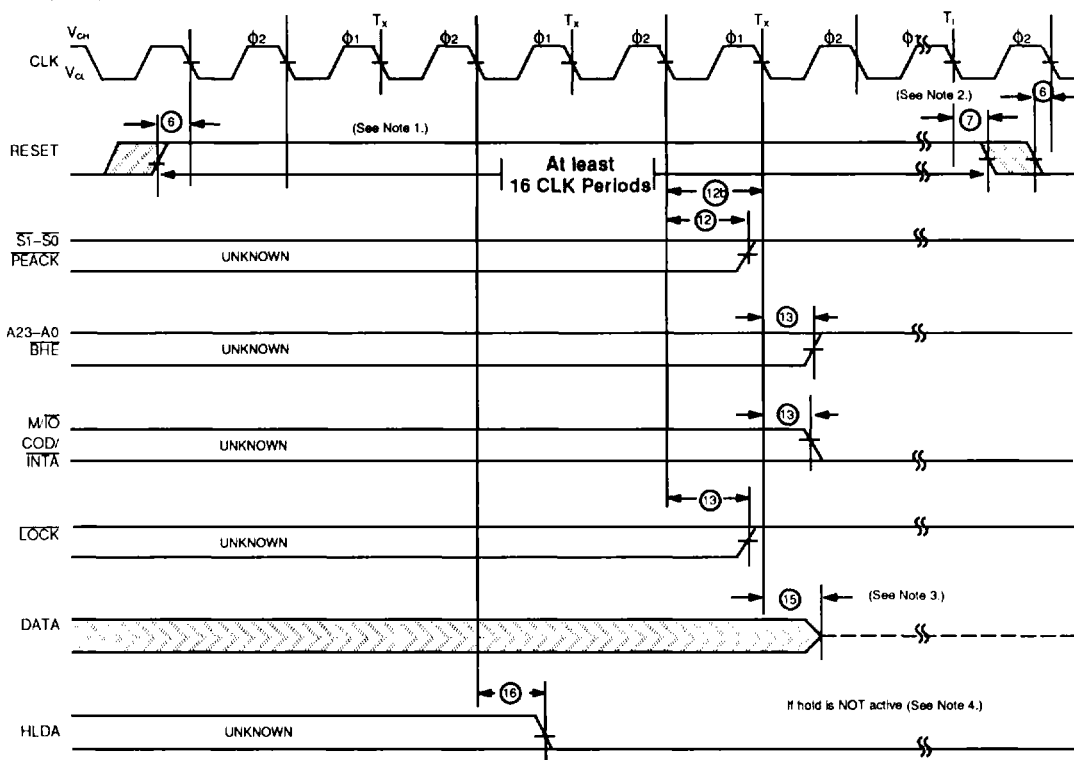 VCH Tx Tx Tx TI
CLK φ2 φ1 φ2 φ1 φ2 φ1 φ2 φ1 φ2
VCL
(See Note 2.) 6
6 (See Note 1.) 7
RESET
At least
16 CLK Periods
12b
12
S1-S0
PEACK UNKNOWN
13
A23-A0
BHE UNKNOWN
13
M/IO
COD/ UNKNOWN
INTA
13
LOCK
UNKNOWN
15 (See Note 3.)
DATA
16
If hold is NOT active (See Note 4.)
HLDA UNKNOWN